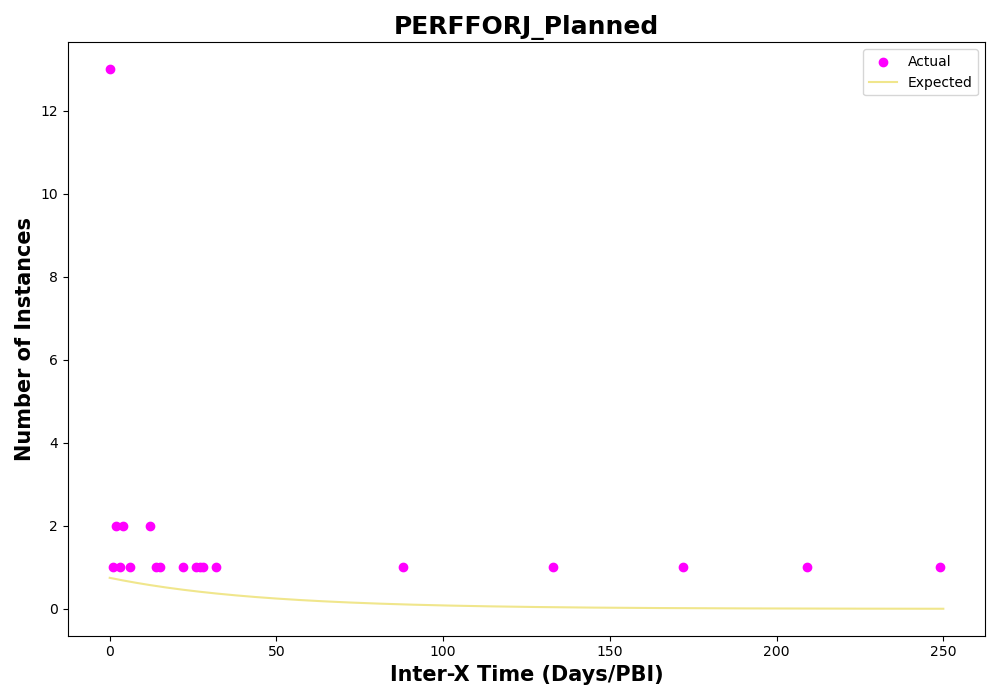 PERFFORJ_Planned
Actual
Expected
Number of Instances
12
10
8
6
4
2
0
0
50
100
150
200
250
Inter-X Time (Days/PBI)